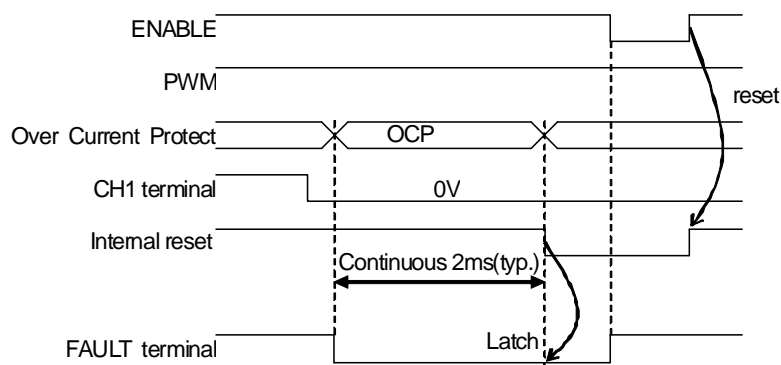 ENABLE
PWM
reset
Over Current Protect
OCP
CH1 terminal
0V
Internal reset
Continuous 2ms(typ.)
Latch
FAULT terminal